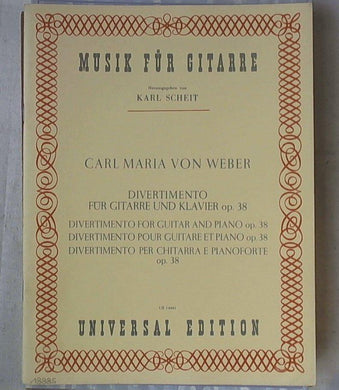 MUSIK FÜR GITARRE
Herausgegeben von
KARL SCHEIT
CARL MARIA VON WEBER
DIVERTIMENTO
FÜR GITARRE UND KLAVIER op. 38
DIVERTIMENTO FOR GUITAR AND PIANO op. 38
DIVERTIMENTO POUR GUITARE ET PIANO op. 38
DIVERTIMENTO PER CHITARRA E PIANOFORTE
op. 38
UNIVERSAL EDITION